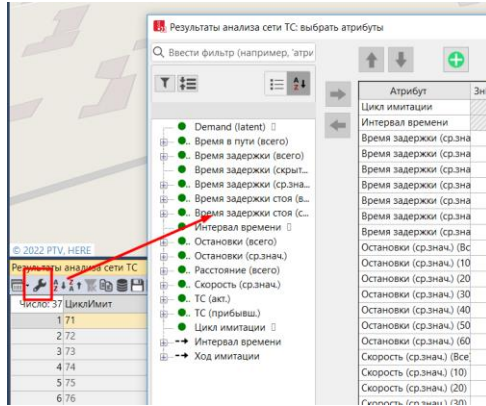 Результаты анализа сети ТС: выбрать атрибуты
Ввести фильтр (например, 'атри
Demand (latent)
Время в пути (всего)
Время задержки (всего)
Время задержки (скрыт...
Время задержки (ср.зна...
Время задержки стоя (в...
Время задержки стоя (с...
Интервал времени
Остановки (всего)
Остановки (ср.знач.)
Расстояние (всего)
Скорость (ср.знач.)
ТС (акт.)
ТС (прибывш.)
Цикл имитации
Интервал времени
Ход имитации
Атрибут
Зн
Цикл имитации
Интервал времени
Время задержки (ср.зна
Время задержки (ср.зна
Время задержки (ср.зна
Время задержки (ср.зна
Время задержки (ср.зна
Время задержки (ср.зна
Время задержки (ср.зна
Остановки (ср.знач.) (Вс
Остановки (ср.знач.) (10
Остановки (ср.знач.) (20
Остановки (ср.знач.) (30
Остановки (ср.знач.) (40
Остановки (ср.знач.) (50
Остановки (ср.знач.) (60
Скорость (ср.знач.) (Все
Скорость (ср.знач.) (10)
Скорость (ср.знач.) (20)
Скорость (ср.знач.) (30)
© 2022 PTV, HERE
Результаты анализа сети ТС
Число: 37 ЦиклИмит
1 71
2 72
3 73
4 74
5 75
6 76